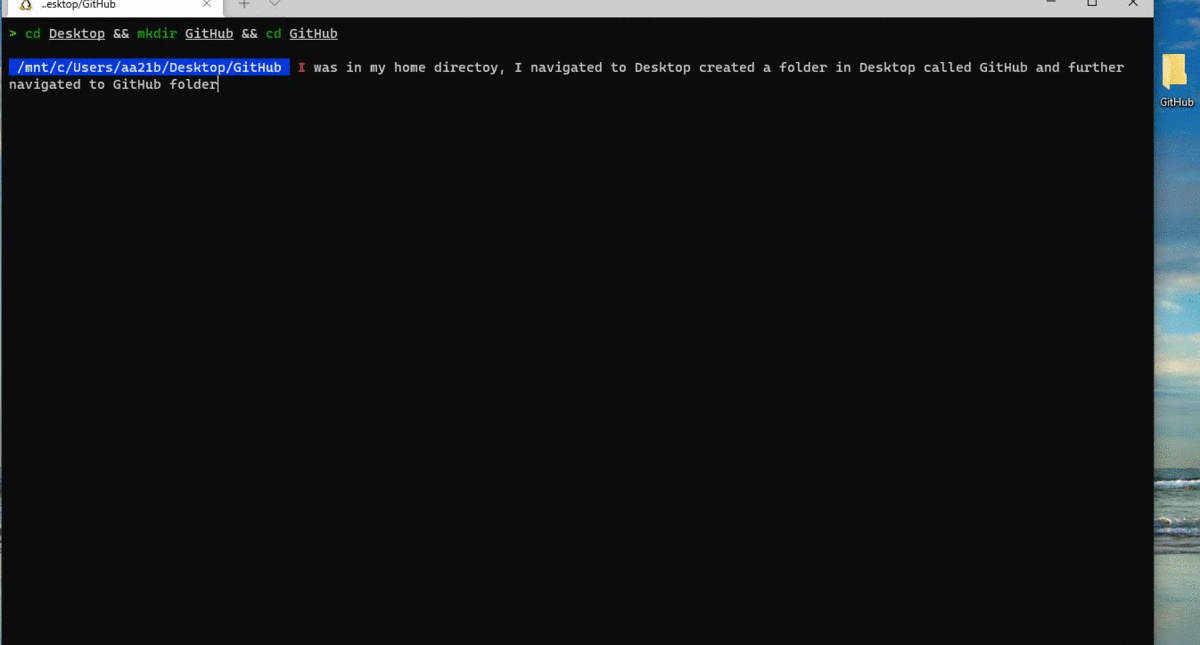 ..esktop/GitHub
> cd Desktop && mkdir GitHub && cd GitHub
/mnt/c/Users/aa21b/Desktop/GitHub I was in my home directoy, I navigated to Desktop created a folder in Desktop called GitHub and further
navigated to GitHub folder
GitHub